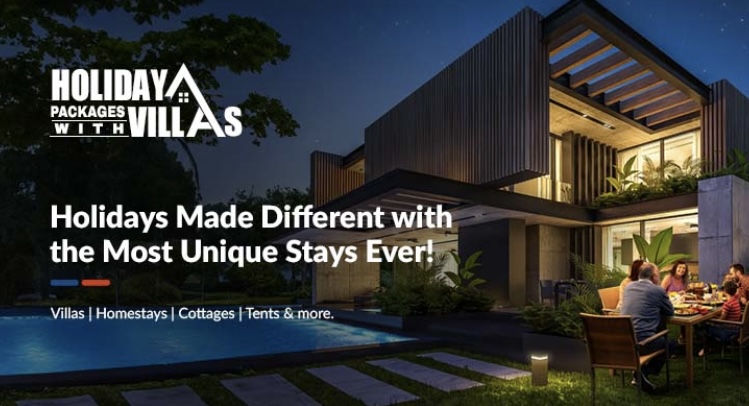 HOLIDAY
PACKAGES
WITH
VILLAS
Holidays Made Different with
the Most Unique Stays Ever!
Villas | Homestays | Cottages | Tents & more.